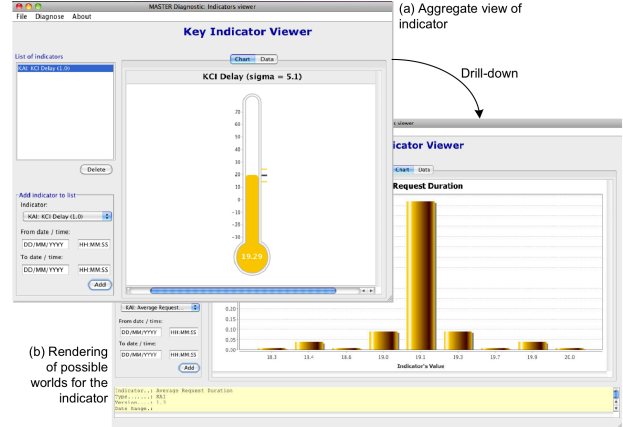 MASTER Diagnostic: Indicators viewer
File Diagnose About
Key Indicator Viewer
List of indicators
KAI: KCI Delay (1.0)
Delete
Add indicator to list
Indicator:
KAI: KCI Delay (1.0)
From date / time:
DD/MM/YYYY HH:MM:SS
To date / time:
DD/MM/YYYY HH:MM:SS
Add
Chart Data
KCI Delay (sigma = 5.1)
70
60
50
40
30
20
10
0
-10
-20
-30
19.29
(a) Aggregate view of
indicator
Drill-down
viewer
icator Viewer
Chart Data
Request Duration
0.20
0.15
0.10
0.05
0.00
18.3 18.4 18.6 19.0 19.1 19.3 19.7 19.9 20.0
Indicator's Value
KAI: Average Request...
From date / time:
DD/MM/YYYY HH:MM:SS
To date / time:
DD/MM/YYYY HH:MM:SS
Add
Indicator..: Average Request Duration
Type.......: KAI
Version....: 1.3
Date Range.:
(b) Rendering
of possible
worlds for the
indicator